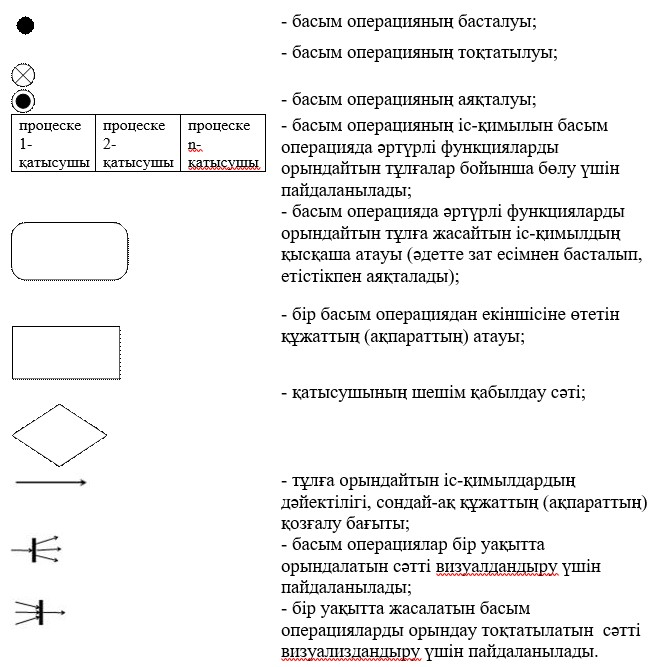 - басым операцияның басталуы;
- басым операцияның тоқтатылуы;
- басым операцияның аяқталуы;
процеске 1-қатысушы
процеске 2-қатысушы
процеске n-қатысушы
- басым операцияның іс-қимылын басым
операцияда әртүрлі функцияларды
орындайтын тұлғалар бойынша бөлу үшін
пайдаланылады;
- басым операцияда әртүрлі функцияларды
орындайтын тұлға жасайтын іс-қимылдың
қысқаша атауы (әдетте зат есімнен басталып,
етістікпен аяқталады);
- бір басым операциядан екіншісіне өтетін
құжаттың (ақпараттың) атауы;
- қатысушының шешім қабылдау сәті;
- тұлға орындайтын іс-қимылдардың
дәйектілігі, сондай-ақ құжаттың (ақпараттың)
қозғалу бағыты;
- басым операциялар бір уақытта
орындалатын сәтті визуалдандыру үшін
пайдаланылады;
- бір уақытта жасалатын басым
операцияларды орындау тоқтатылатын сәтті
визуализдандыру үшін пайдаланылады.